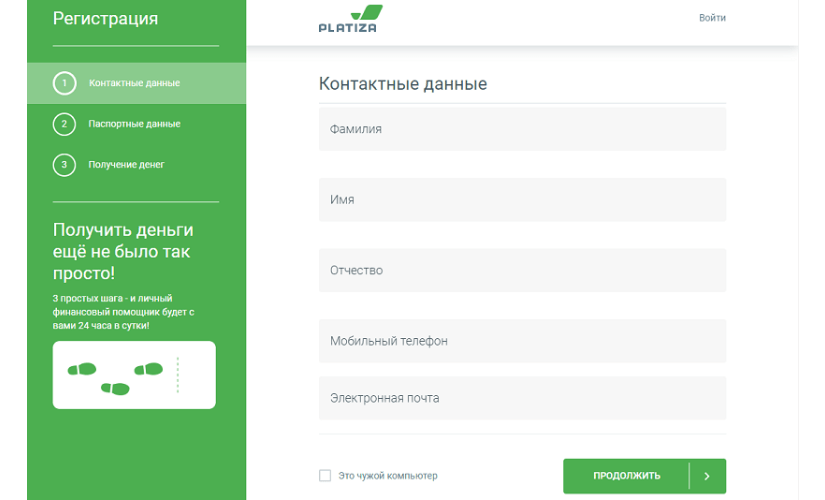 Регистрация
1 Контактные данные
2 Паспортные данные
3 Получение денег
Получить деньги
ещё не было так
просто!
3 простых шага - и личный
финансовый помощник будет с
вами 24 часа в сутки!
PLATIZA
Войти
Контактные данные
Фамилия
Имя
Отчество
Мобильный телефон
Электронная почта
Это чужой компьютер
ПРОДОЛЖИТЬ